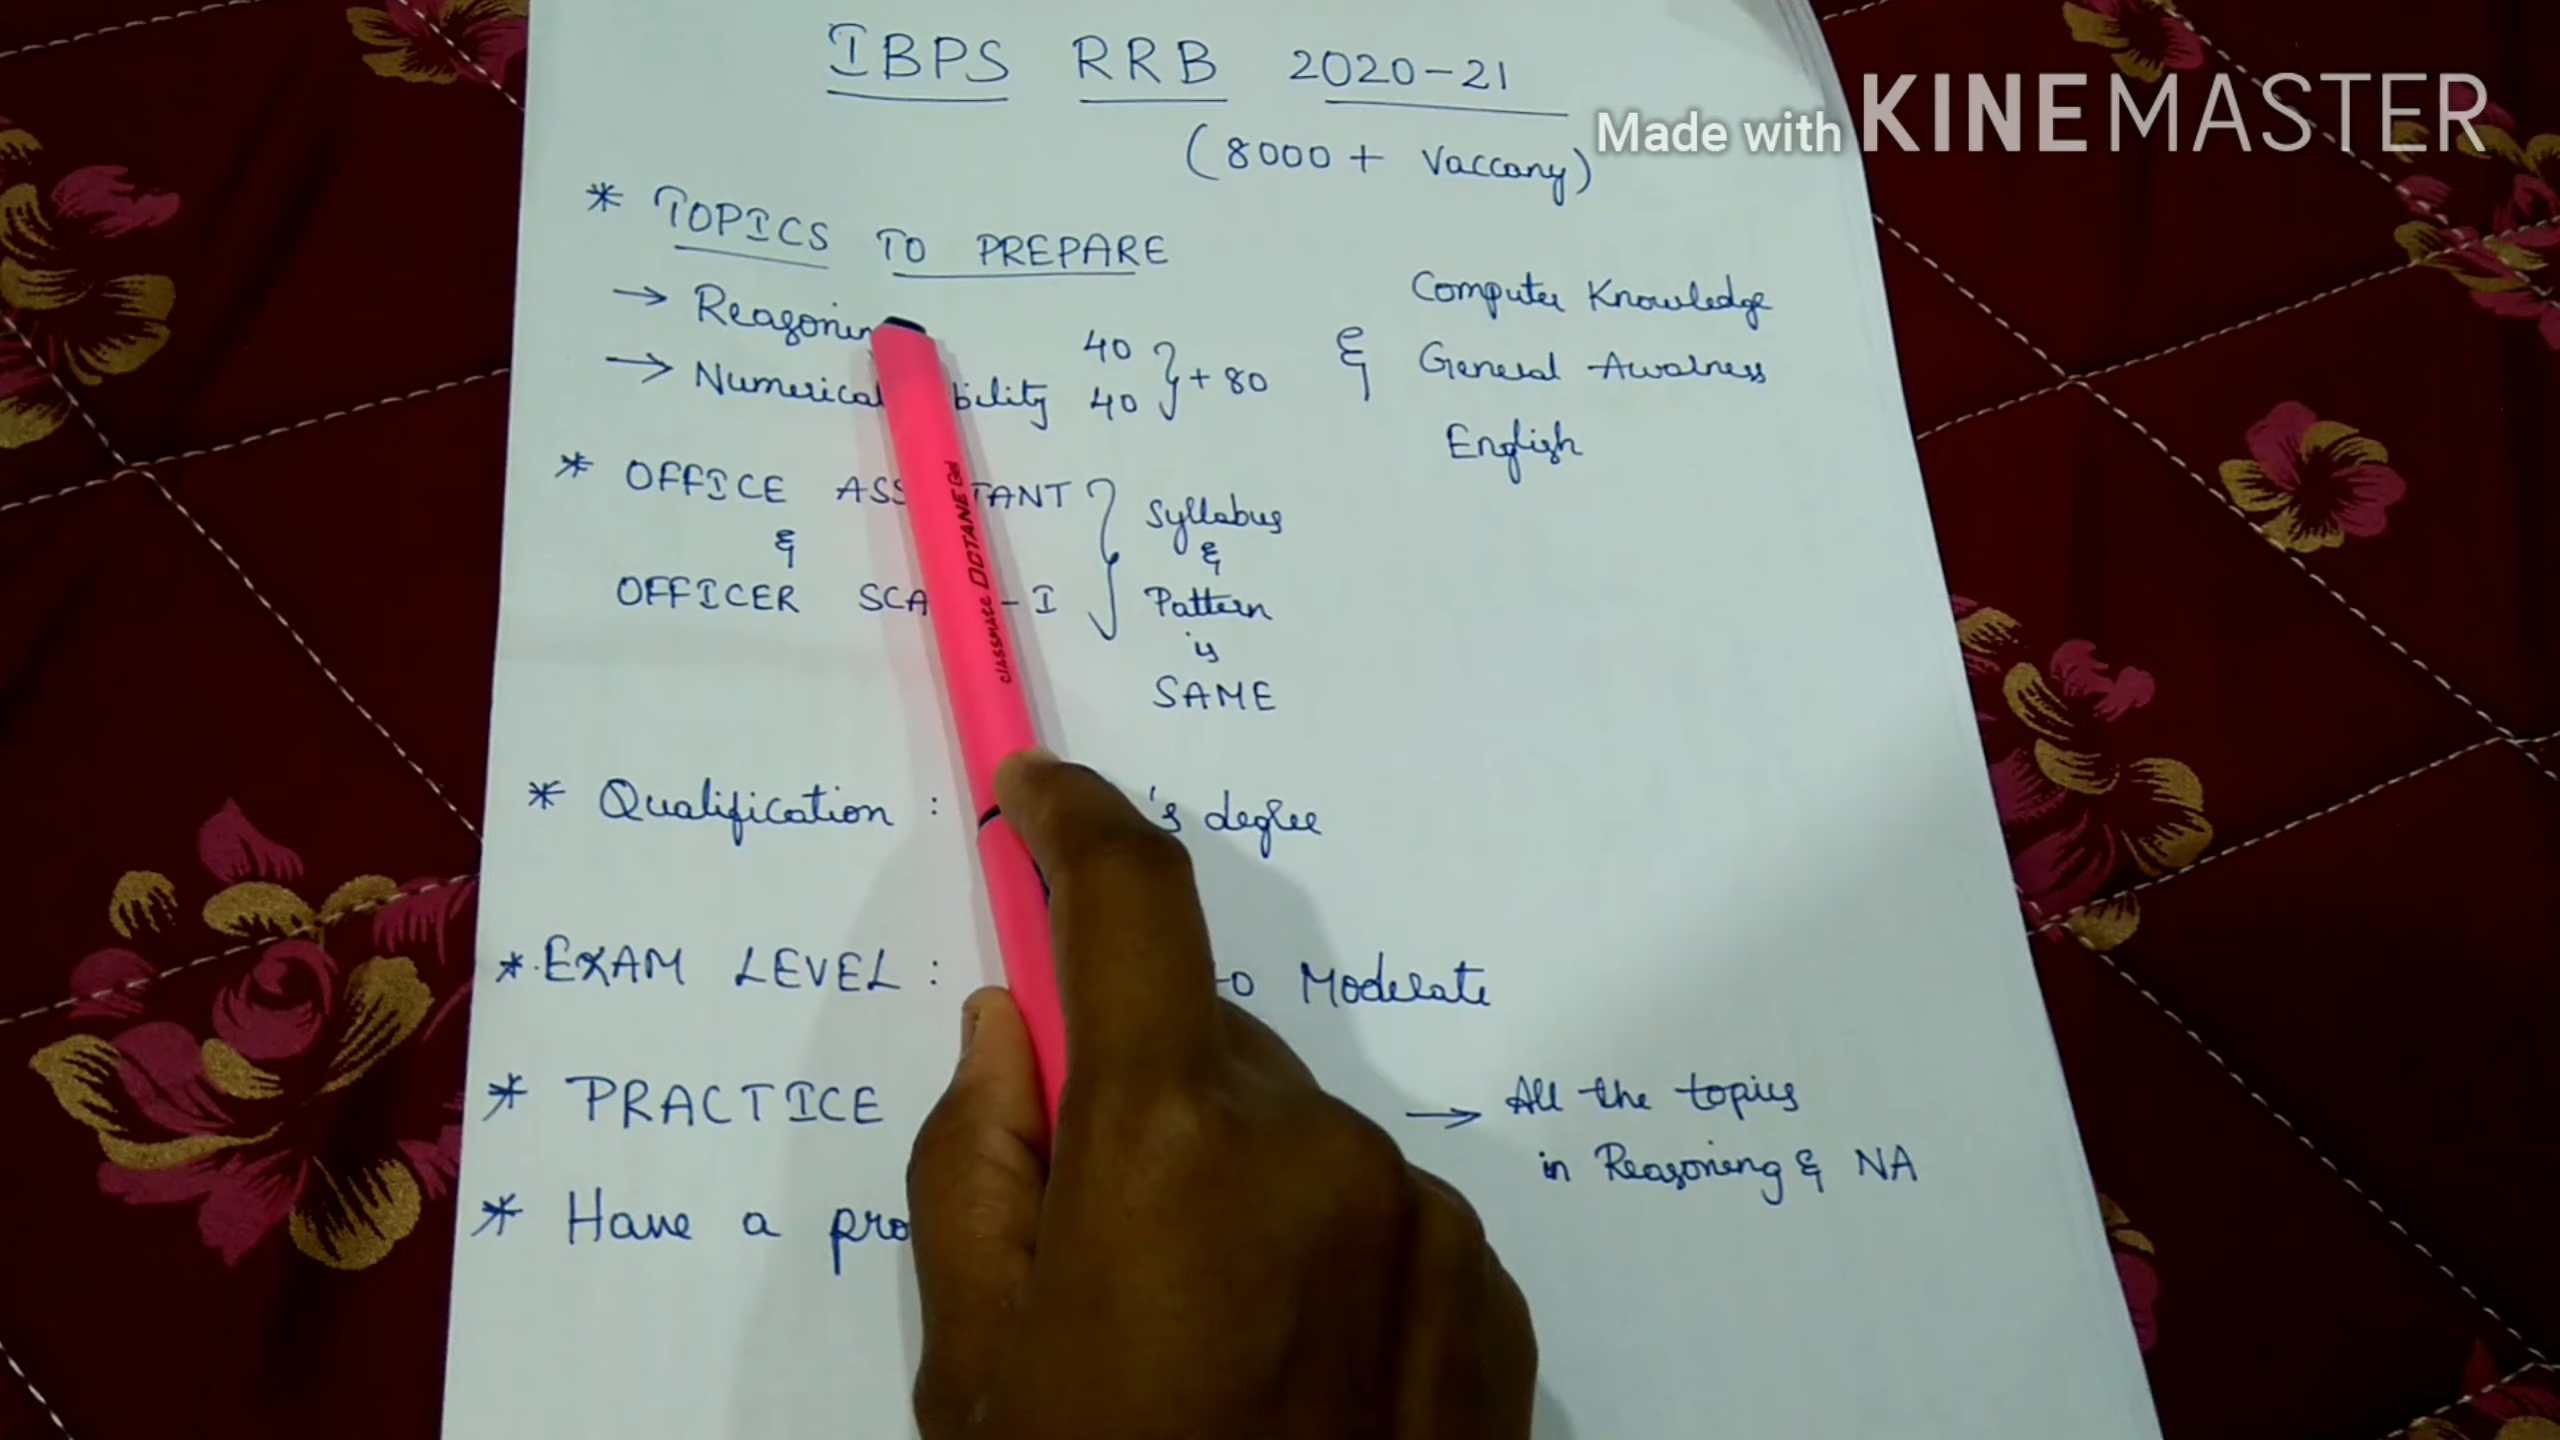 IBPS RRB 2020-21
(8000+ Vaccany)
Made with KINEMASTER
* TOPICS TO PREPARE
→ Reasonin 40
→ Numerical bility 40 } +80
& Computer Knowledge
General Awarness
English
* OFFICE ASS TANT
&
OFFICER SCA -I
} Syllabus
&
Pattern
is
SAME
* Qualification : 's degree
* EXAM LEVEL : Moderate
* PRACTICE → All the topics
in Reasoning & NA
* Have a pro
classmate OCTANE Gel